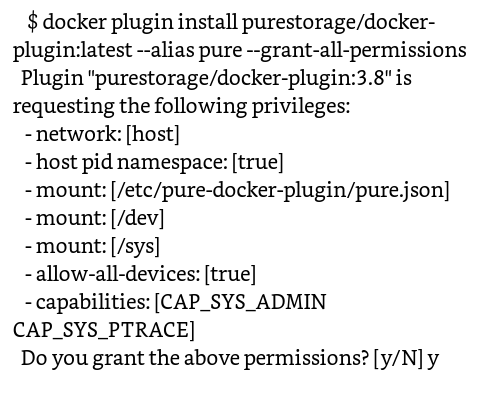 $ docker plugin install purestorage/docker-
plugin:latest --alias pure --grant-all-permissions
Plugin "purestorage/docker-plugin:3.8" is
requesting the following privileges:
- network: [host]
- host pid namespace: [true]
- mount: [/etc/pure-docker-plugin/pure.json]
- mount: [/dev]
- mount: [/sys]
- allow-all-devices: [true]
- capabilities: [CAP_SYS_ADMIN
CAP_SYS_PTRACE]
Do you grant the above permissions? [y/N] y